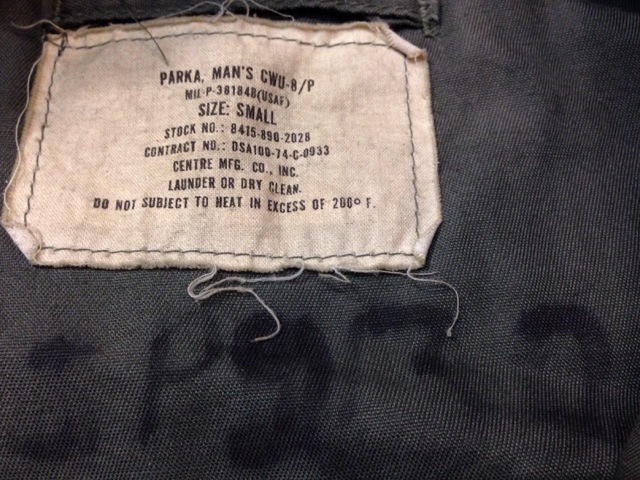 PARKA, MAN'S CWU-8/P
MIL-P-38184B(USAF)
SIZE: SMALL
STOCK NO.: 8415-890-2028
CONTRACT NO.: DSA100-74-C-0933
CENTRE MFG. CO., INC.
LAUNDER OR DRY CLEAN.
DO NOT SUBJECT TO HEAT IN EXCESS OF 200° F.